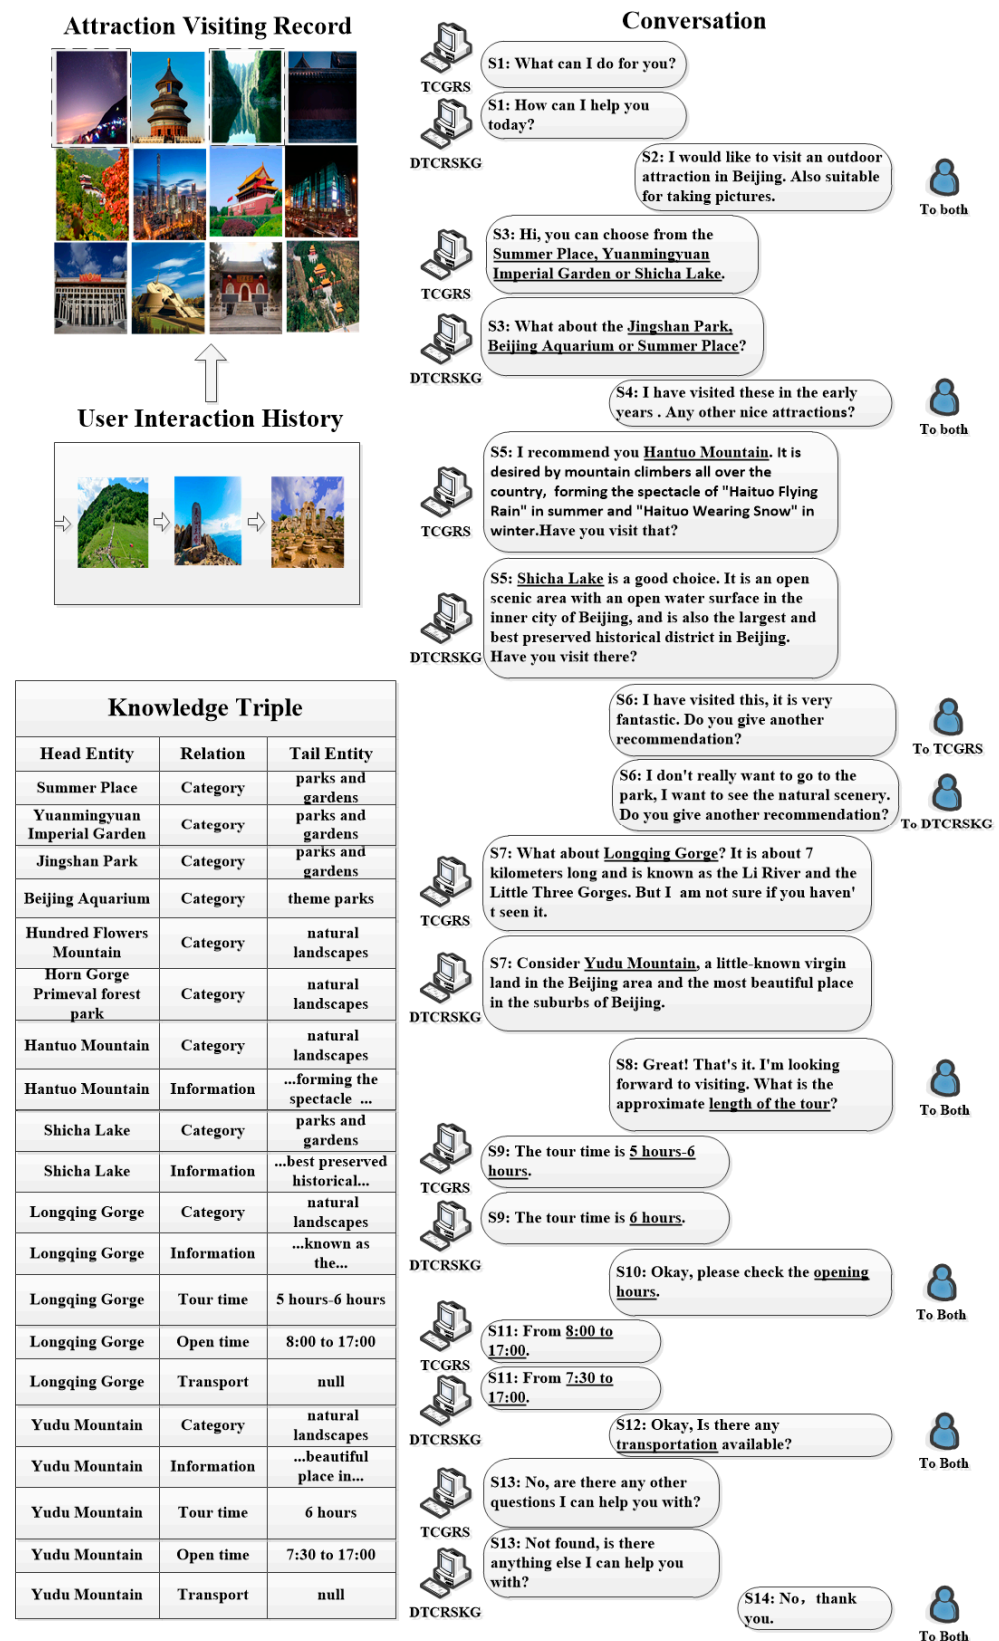 Attraction Visiting Record
User Interaction History
Knowledge Triple
Head Entity Relation Tail Entity
Summer Place Category parks and
gardens
Yuanmingyuan
Imperial Garden Category parks and
gardens
Jingshan Park Category parks and
gardens
Beijing Aquarium Category theme parks
Hundred Flowers
Mountain Category natural
landscapes
Horn Gorge
Primeval forest
park Category natural
landscapes
Hantuo Mountain Category natural
landscapes
Hantuo Mountain Information ...forming the
spectacle ...
Shicha Lake Category parks and
gardens
Shicha Lake Information ...best preserved
historical...
Longqing Gorge Category natural
landscapes
Longqing Gorge Information ...known as
the...
Longqing Gorge Tour time 5 hours-6 hours
Longqing Gorge Open time 8:00 to 17:00
Longqing Gorge Transport null
Yudu Mountain Category natural
landscapes
Yudu Mountain Information ...beautiful
place in...
Yudu Mountain Tour time 6 hours
Yudu Mountain Open time 7:30 to 17:00
Yudu Mountain Transport null
Conversation
S1: What can I do for you?
TCGRS
S1: How can I help you
today?
DTCRSKG
S2: I would like to visit an outdoor
attraction in Beijing. Also suitable
for taking pictures.
To both
S3: Hi, you can choose from the
Summer Place, Yuanmingyuan
Imperial Garden or Shicha Lake.
TCGRS
S3: What about the Jingshan Park,
Beijing Aquarium or Summer Place?
DTCRSKG
S4: I have visited these in the early
years . Any other nice attractions?
To both
S5: I recommend you Hantuo Mountain. It is
desired by mountain climbers all over the
country, forming the spectacle of "Haituo Flying
Rain" in summer and "Haituo Wearing Snow" in
winter.Have you visit that?
TCGRS
S5: Shicha Lake is a good choice. It is an open
scenic area with an open water surface in the
inner city of Beijing, and is also the largest and
best preserved historical district in Beijing.
Have you visit there?
DTCRSKG
S6: I have visited this, it is very
fantastic. Do you give another
recommendation?
To TCGRS
S6: I don't really want to go to the
park, I want to see the natural scenery.
Do you give another recommendation?
To DTCRSKG
S7: What about Longqing Gorge? It is about 7
kilometers long and is known as the Li River and the
Little Three Gorges. But I am not sure if you haven'
t seen it.
TCGRS
S7: Consider Yudu Mountain, a little-known virgin
land in the Beijing area and the most beautiful place
in the suburbs of Beijing.
DTCRSKG
S8: Great! That's it. I'm looking
forward to visiting. What is the
approximate length of the tour?
To Both
S9: The tour time is 5 hours-6
hours.
TCGRS
S9: The tour time is 6 hours.
DTCRSKG
S10: Okay, please check the opening
hours.
To Both
S11: From 8:00 to
17:00.
TCGRS
S11: From 7:30 to
17:00.
DTCRSKG
S12: Okay, Is there any
transportation available?
To Both
S13: No, are there any other
questions I can help you with?
TCGRS
S13: Not found, is there
anything else I can help you
with?
DTCRSKG
S14: No，thank
you.
To Both